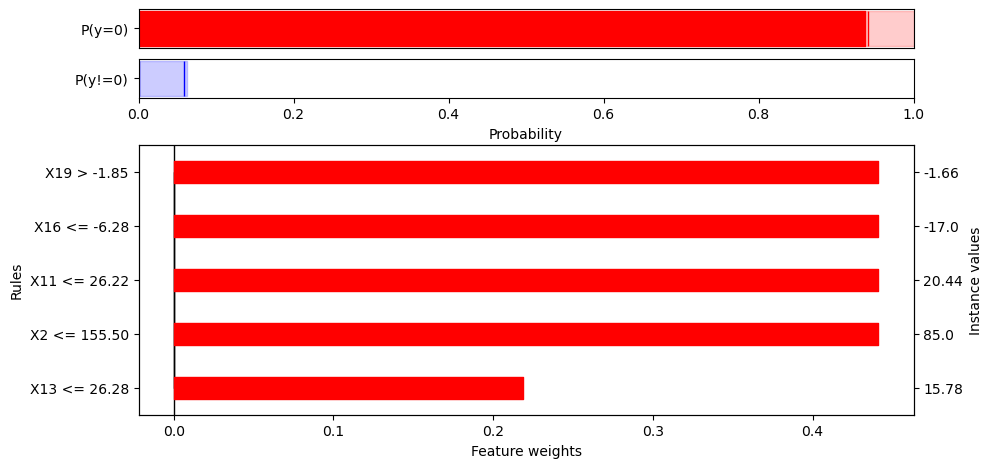 P(y=0)
P(y!=0)
0.0 0.2 0.4 0.6 0.8 1.0
Probability
X19 > -1.85 -1.66
X16 <= -6.28 -17.0
X11 <= 26.22 20.44
X2 <= 155.50 85.0
X13 <= 26.28 15.78
Rules
Instance values
0.0 0.1 0.2 0.3 0.4
Feature weights